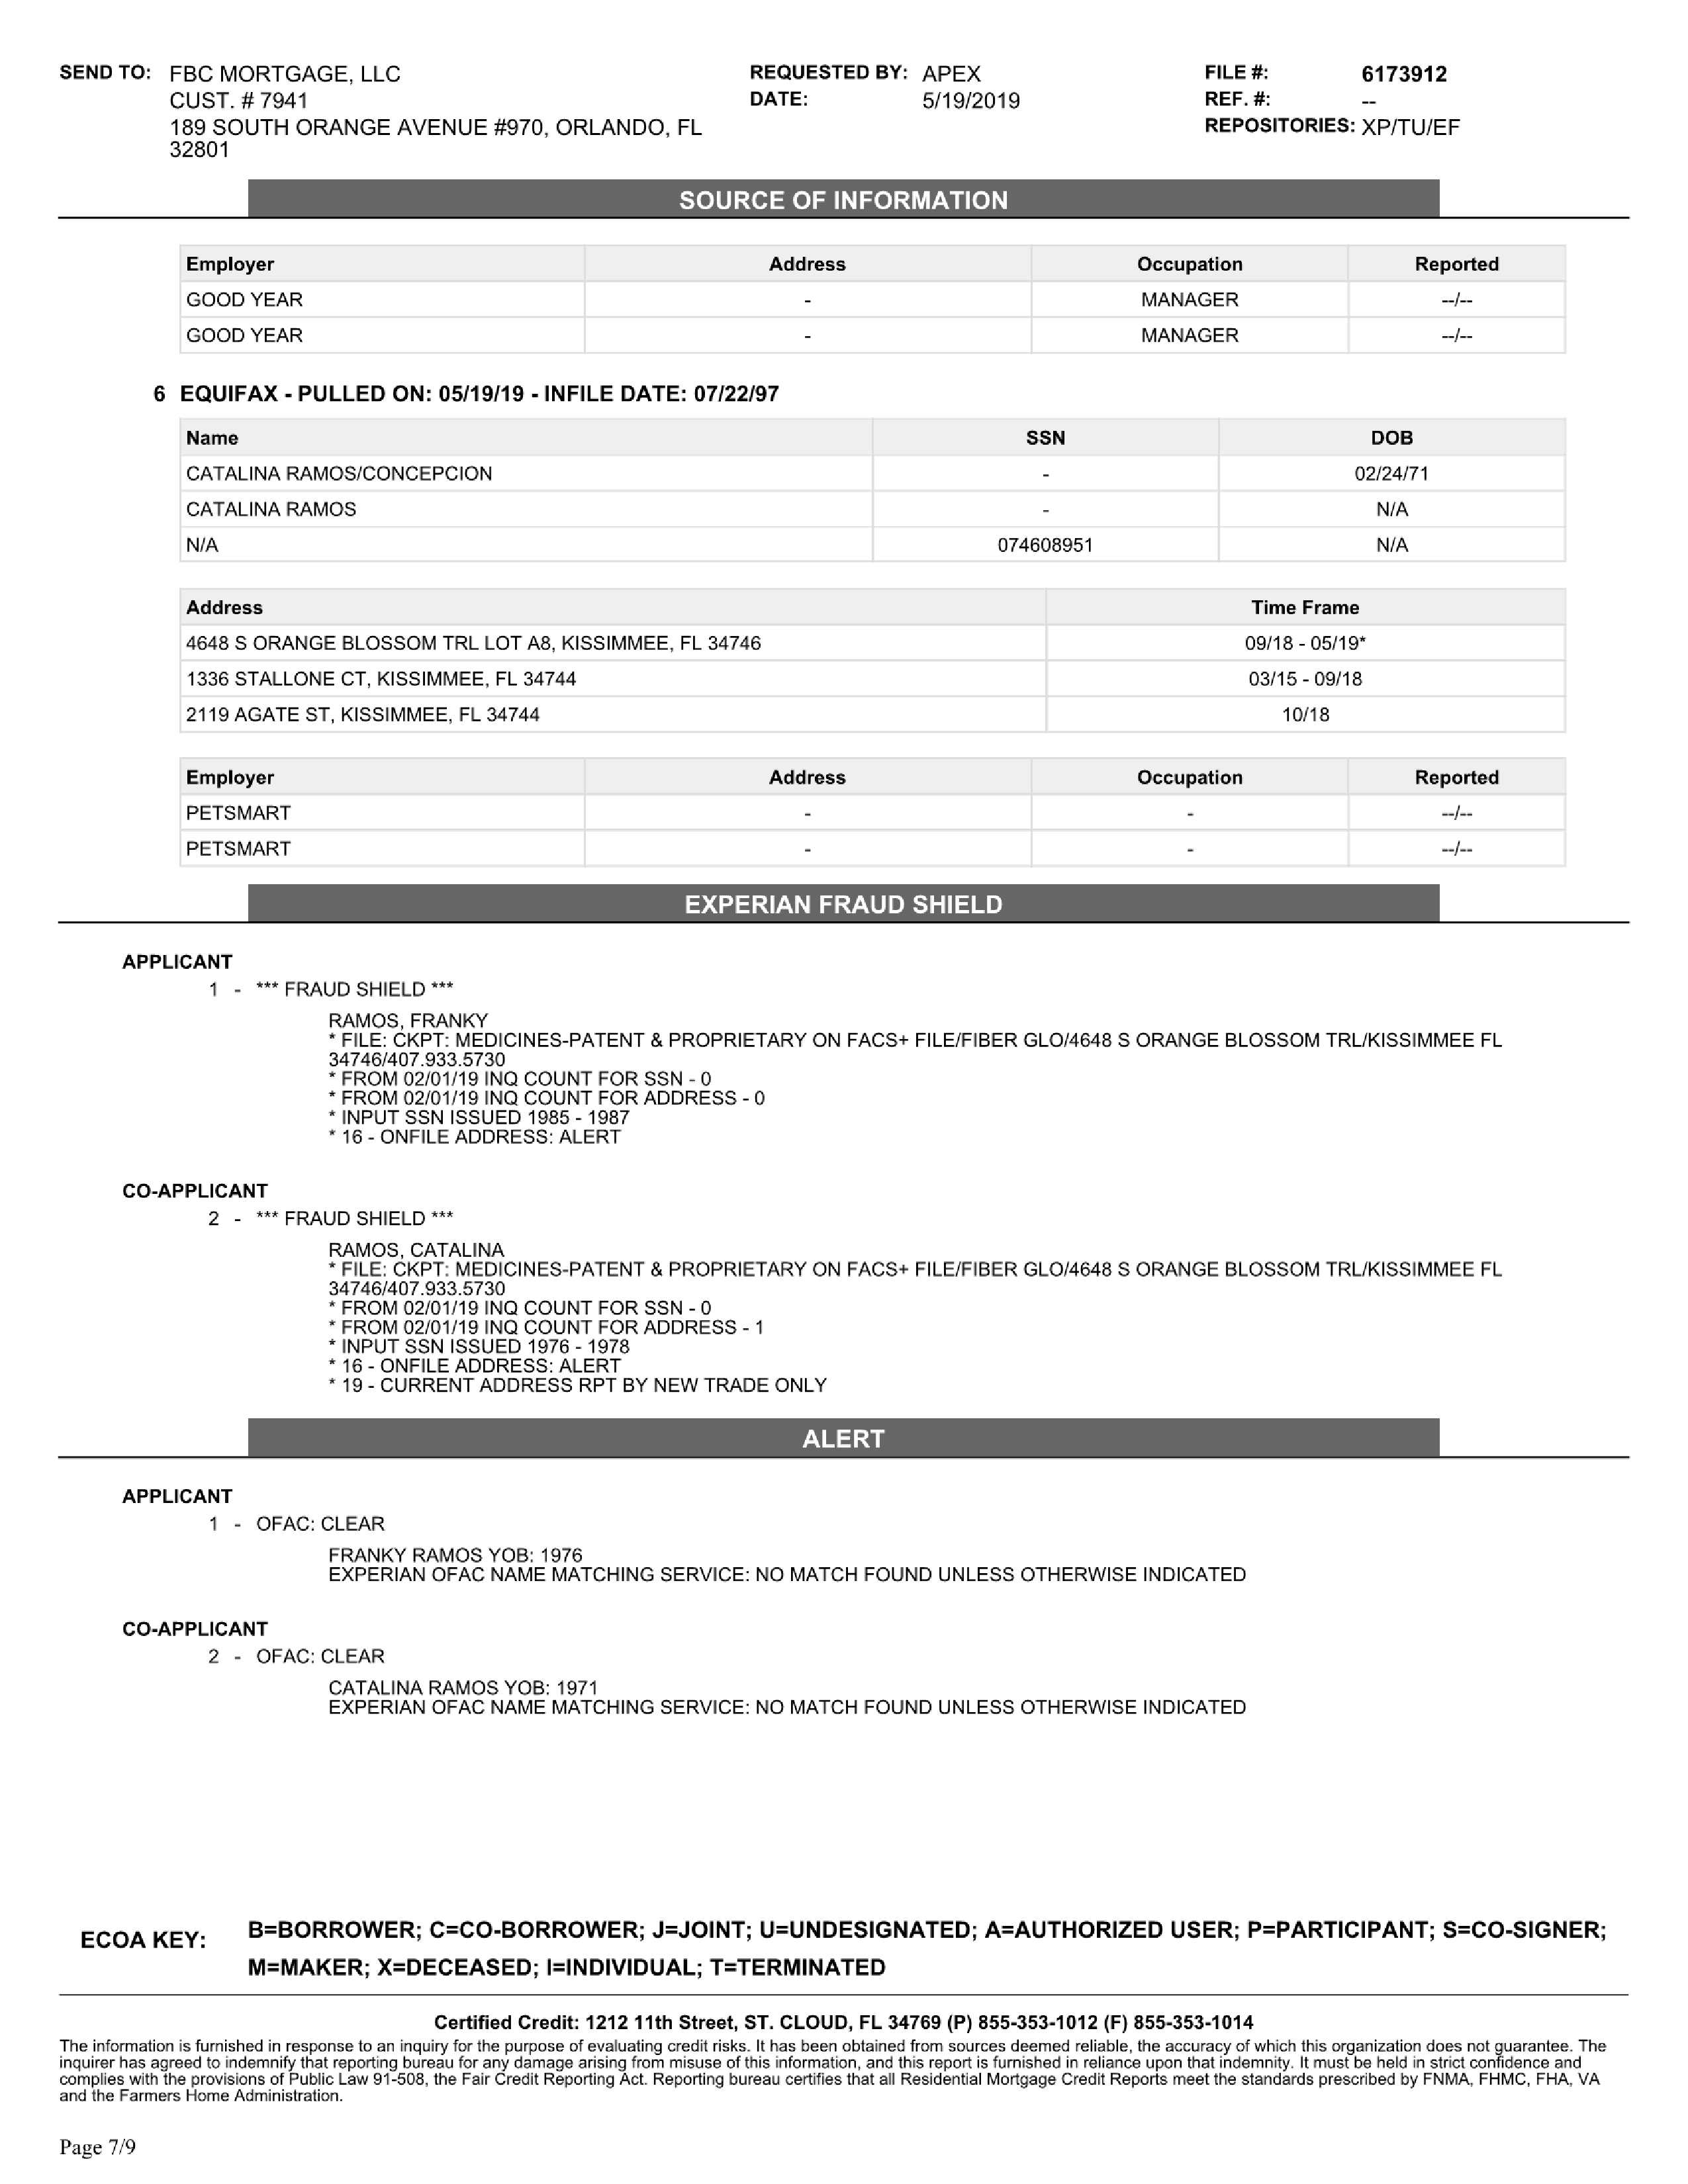 SEND TO: FBC MORTGAGE, LLC REQUESTED BY: APEX FILE #: 6173912
CUST. # 7941 DATE: 5/19/2019 REF. #: --
189 SOUTH ORANGE AVENUE #970, ORLANDO, FL REPOSITORIES: XP/TU/EF
32801
SOURCE OF INFORMATION
Employer Address Occupation Reported
GOOD YEAR - MANAGER --/--
GOOD YEAR - MANAGER --/--
6 EQUIFAX - PULLED ON: 05/19/19 - INFILE DATE: 07/22/97
Name SSN DOB
CATALINA RAMOS/CONCEPCION - 02/24/71
CATALINA RAMOS - N/A
N/A 074608951 N/A
Address Time Frame
4648 S ORANGE BLOSSOM TRL LOT A8, KISSIMMEE, FL 34746 09/18 - 05/19*
1336 STALLONE CT, KISSIMMEE, FL 34744 03/15 - 09/18
2119 AGATE ST, KISSIMMEE, FL 34744 10/18
Employer Address Occupation Reported
PETSMART - - --/--
PETSMART - - --/--
EXPERIAN FRAUD SHIELD
APPLICANT
1 - *** FRAUD SHIELD ***
RAMOS, FRANKY
* FILE: CKPT: MEDICINES-PATENT & PROPRIETARY ON FACS+ FILE/FIBER GLO/4648 S ORANGE BLOSSOM TRL/KISSIMMEE FL
34746/407.933.5730
* FROM 02/01/19 INQ COUNT FOR SSN - 0
* FROM 02/01/19 INQ COUNT FOR ADDRESS - 0
* INPUT SSN ISSUED 1985 - 1987
* 16 - ONFILE ADDRESS: ALERT
CO-APPLICANT
2 - *** FRAUD SHIELD ***
RAMOS, CATALINA
* FILE: CKPT: MEDICINES-PATENT & PROPRIETARY ON FACS+ FILE/FIBER GLO/4648 S ORANGE BLOSSOM TRL/KISSIMMEE FL
34746/407.933.5730
* FROM 02/01/19 INQ COUNT FOR SSN - 0
* FROM 02/01/19 INQ COUNT FOR ADDRESS - 1
* INPUT SSN ISSUED 1976 - 1978
* 16 - ONFILE ADDRESS: ALERT
* 19 - CURRENT ADDRESS RPT BY NEW TRADE ONLY
ALERT
APPLICANT
1 - OFAC: CLEAR
FRANKY RAMOS YOB: 1976
EXPERIAN OFAC NAME MATCHING SERVICE: NO MATCH FOUND UNLESS OTHERWISE INDICATED
CO-APPLICANT
2 - OFAC: CLEAR
CATALINA RAMOS YOB: 1971
EXPERIAN OFAC NAME MATCHING SERVICE: NO MATCH FOUND UNLESS OTHERWISE INDICATED
ECOA KEY: B=BORROWER; C=CO-BORROWER; J=JOINT; U=UNDESIGNATED; A=AUTHORIZED USER; P=PARTICIPANT; S=CO-SIGNER;
M=MAKER; X=DECEASED; I=INDIVIDUAL; T=TERMINATED
Certified Credit: 1212 11th Street, ST. CLOUD, FL 34769 (P) 855-353-1012 (F) 855-353-1014
The information is furnished in response to an inquiry for the purpose of evaluating credit risks. It has been obtained from sources deemed reliable, the accuracy of which this organization does not guarantee. The
inquirer has agreed to indemnify that reporting bureau for any damage arising from misuse of this information, and this report is furnished in reliance upon that indemnity. It must be held in strict confidence and
complies with the provisions of Public Law 91-508, the Fair Credit Reporting Act. Reporting bureau certifies that all Residential Mortgage Credit Reports meet the standards prescribed by FNMA, FHMC, FHA, VA
and the Farmers Home Administration.
Page 7/9